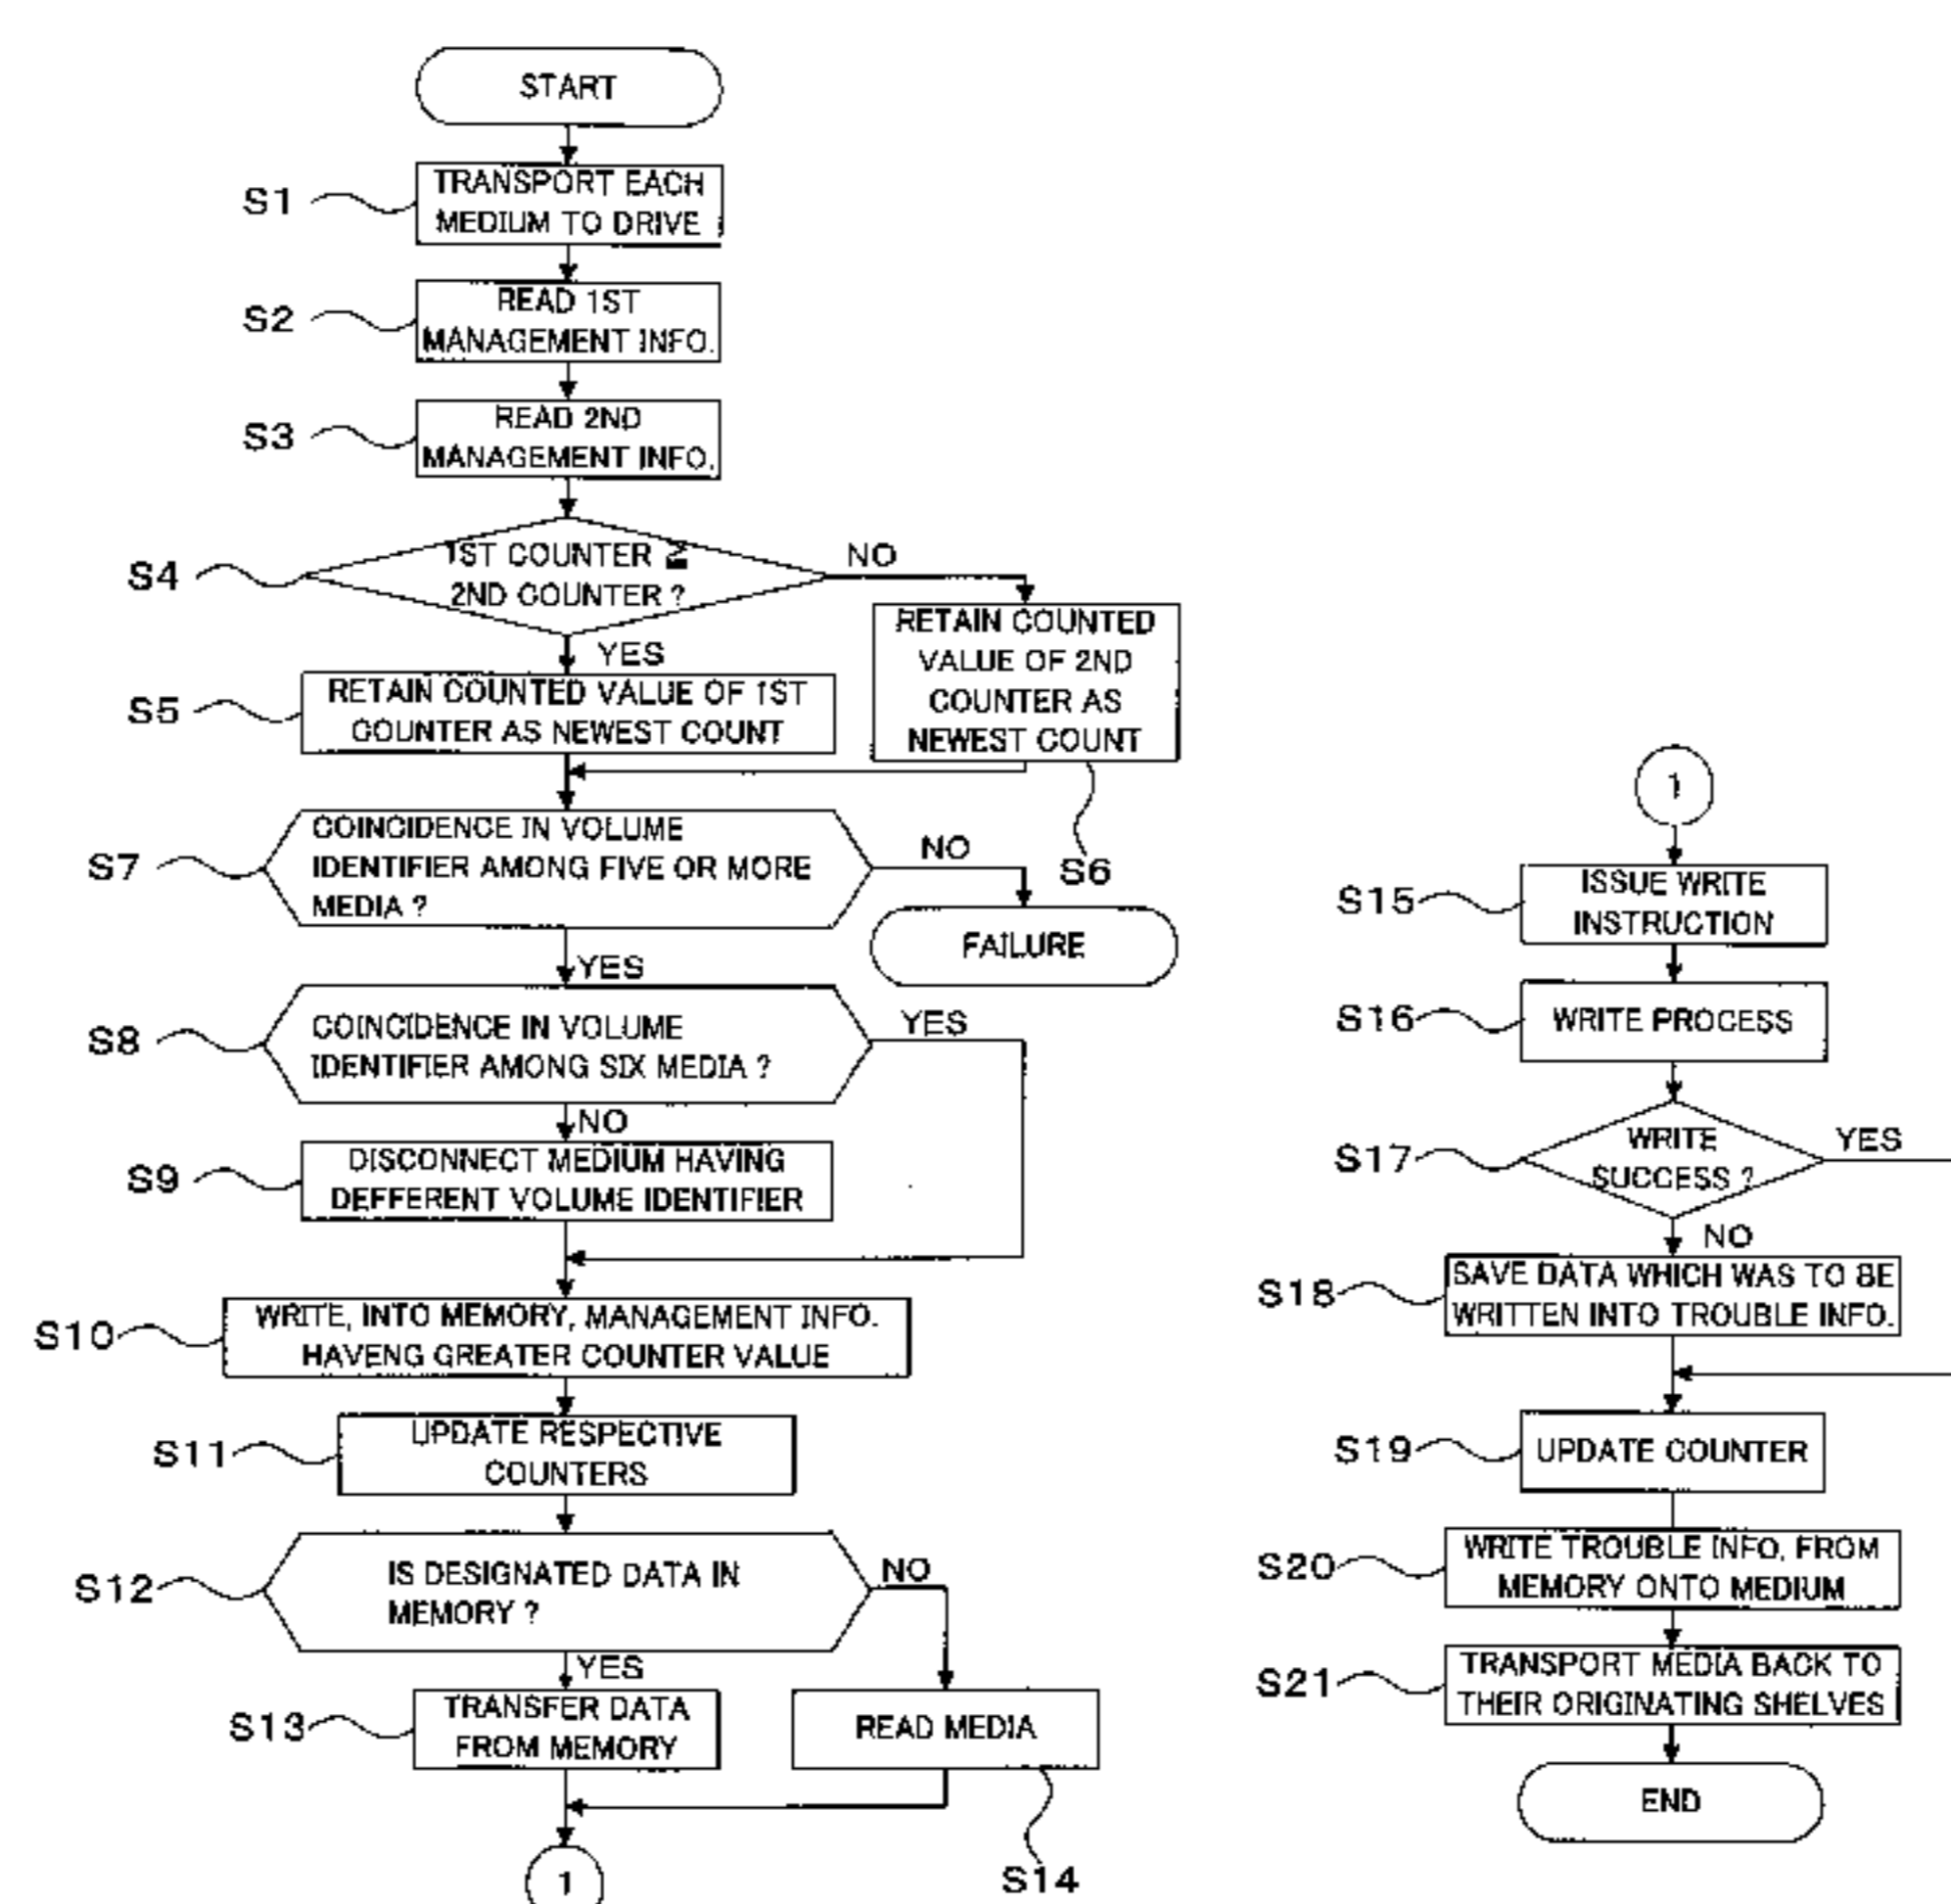 START
S1
TRANSPORT EACH
MEDIUM TO DRIVE
S2
READ 1ST
MANAGEMENT INFO.
S3
READ 2ND
MANAGEMENT INFO.
S4
1ST COUNTER ≧
2ND COUNTER ?
NO
YES
S5
RETAIN COUNTED VALUE OF 1ST
COUNTER AS NEWEST COUNT
RETAIN COUNTED
VALUE OF 2ND
COUNTER AS
NEWEST COUNT
S6
S7
COINCIDENCE IN VOLUME
IDENTIFIER AMONG FIVE OR MORE
MEDIA ?
NO
FAILURE
YES
S8
COINCIDENCE IN VOLUME
IDENTIFIER AMONG SIX MEDIA ?
YES
NO
S9
DISCONNECT MEDIUM HAVING
DEFFERENT VOLUME IDENTIFIER
S10
WRITE, INTO MEMORY, MANAGEMENT INFO.
HAVENG GREATER COUNTER VALUE
S11
UPDATE RESPECTIVE
COUNTERS
S12
IS DESIGNATED DATA IN
MEMORY ?
NO
YES
S13
TRANSFER DATA
FROM MEMORY
READ MEDIA
S14
1
1
S15
ISSUE WRITE
INSTRUCTION
S16
WRITE PROCESS
S17
WRITE
SUCCESS ?
YES
NO
S18
SAVE DATA WHICH WAS TO BE
WRITTEN INTO TROUBLE INFO.
S19
UPDATE COUNTER
S20
WRITE TROUBLE INFO. FROM
MEMORY ONTO MEDIUM
S21
TRANSPORT MEDIA BACK TO
THEIR ORIGINATING SHELVES
END